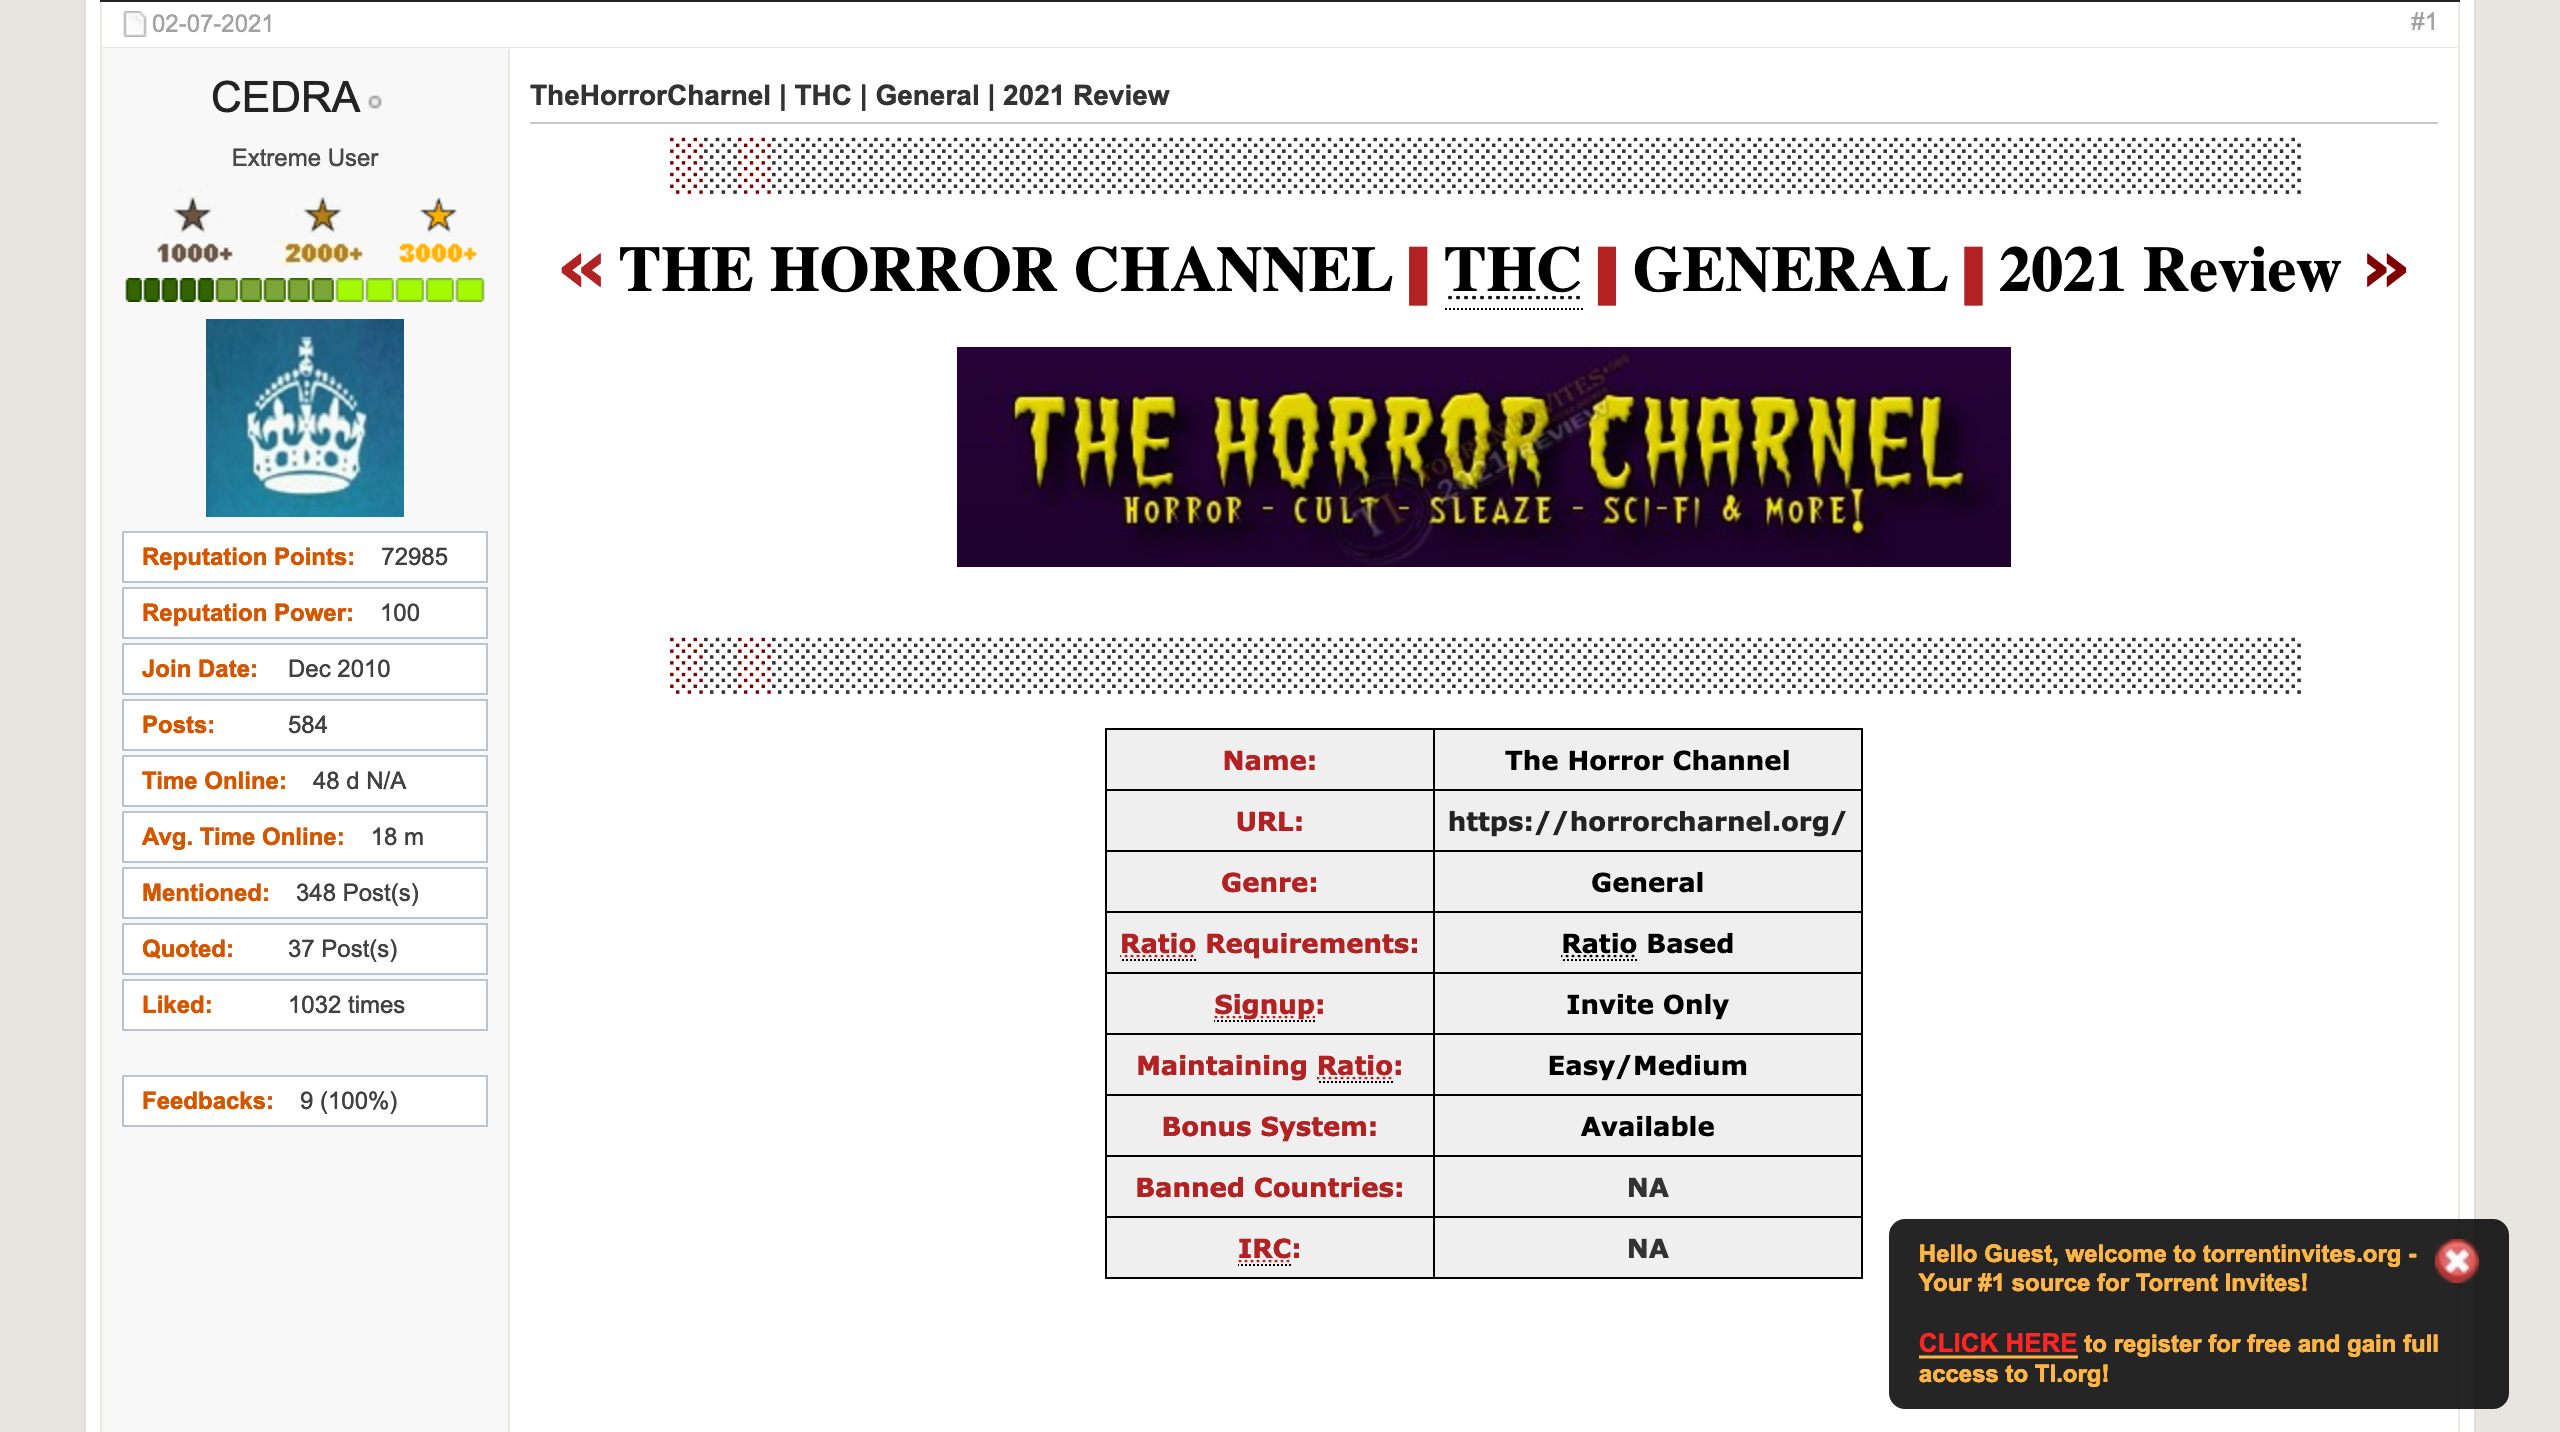 02-07-2021
#1
CEDRA
Extreme User
1000+ 2000+ 3000+
Reputation Points: 72985
Reputation Power: 100
Join Date: Dec 2010
Posts: 584
Time Online: 48 d N/A
Avg. Time Online: 18 m
Mentioned: 348 Post(s)
Quoted: 37 Post(s)
Liked: 1032 times
Feedbacks: 9 (100%)
TheHorrorCharnel | THC | General | 2021 Review
« THE HORROR CHANNEL ❚ THC ❚ GENERAL ❚ 2021 Review »
THE HORROR CHARNEL
HORROR - CULT - SLEAZE - SCI-FI & MORE!
2021 REVIEW
TI
Name: The Horror Channel
URL: https://horrorcharnel.org/
Genre: General
Ratio Requirements: Ratio Based
Signup: Invite Only
Maintaining Ratio: Easy/Medium
Bonus System: Available
Banned Countries: NA
IRC: NA
Hello Guest, welcome to torrentinvites.org -
Your #1 source for Torrent Invites!
CLICK HERE to register for free and gain full
access to TI.org!